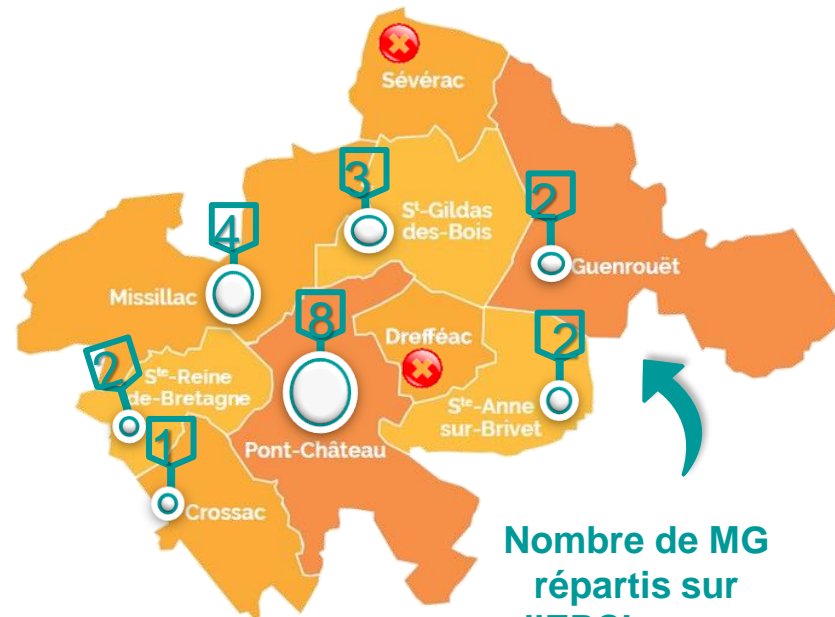 Sévérac
3
Sᵗ-Gildas
des-Bois
2
Guenrouët
4
Missillac
8
Drefféac
2
Sᵗᵉ-Anne
sur-Brivet
2
Sᵗᵉ-Reine
de-Bretagne
Pont-Château
1
Crossac
Nombre de MG
répartis sur
l'EPCI